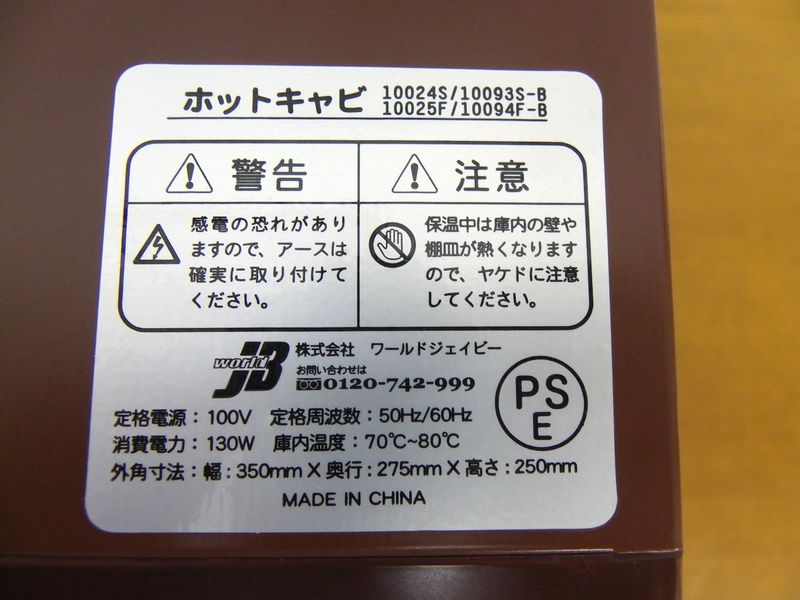 ホットキャビ 10024S/10093S-B
10025F/10094F-B
警告
感電の恐れがあり
ますので、アースは
確実に取り付けて
ください。
注意
保温中は庫内の壁や
棚皿が熱くなります
ので、ヤケドに注意
してください。
world JB
株式会社 ワールドジェイビー
お問い合わせは
0120-742-999
PS
E
定格電源：100V 定格周波数：50Hz/60Hz
消費電力：130W 庫内温度：70℃~80℃
外角寸法：幅：350mm X 奥行：275mm X 高さ：250mm
MADE IN CHINA